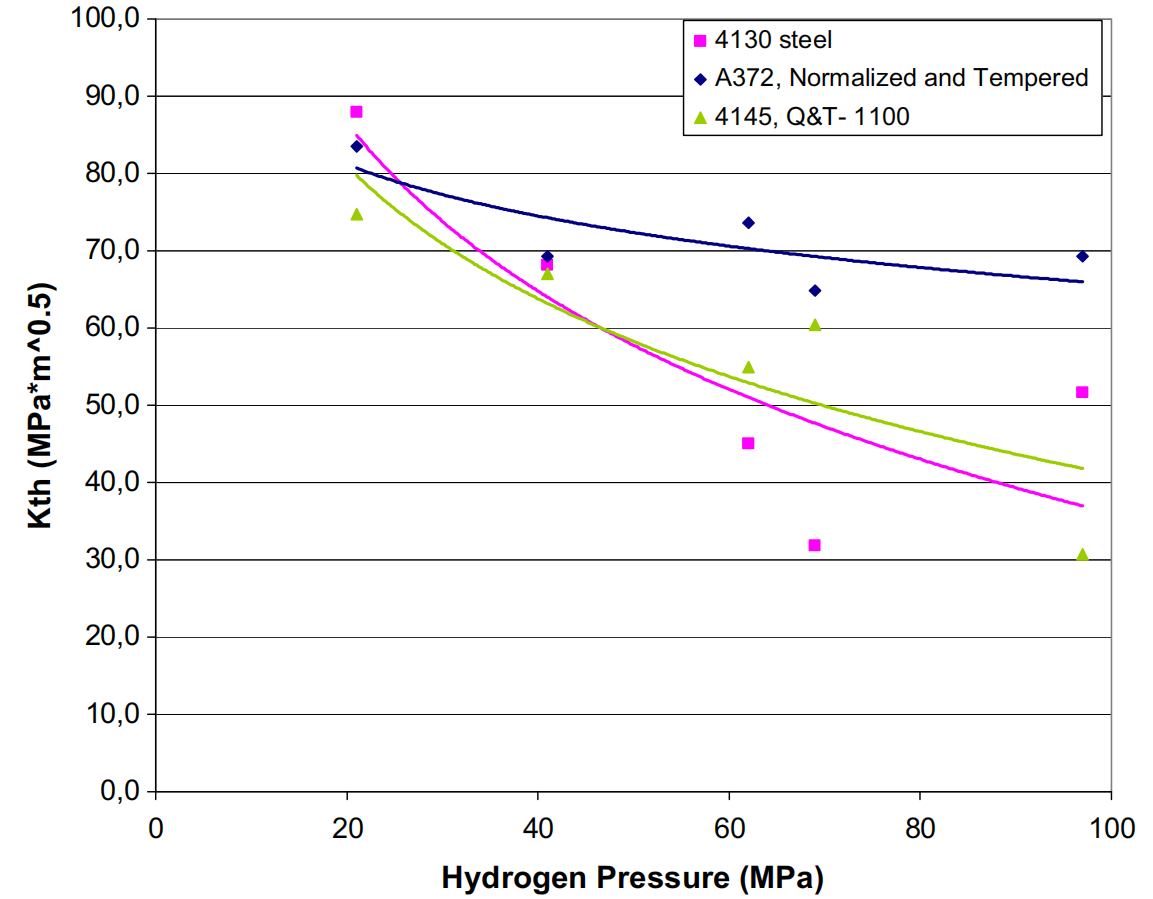 100,0
90,0
80,0
70,0
60,0
50,0
40,0
30,0
20,0
10,0
0,0
Kth (MPa*m^0.5)
4130 steel
A372, Normalized and Tempered
4145, Q&T- 1100
0 20 40 60 80 100
Hydrogen Pressure (MPa)